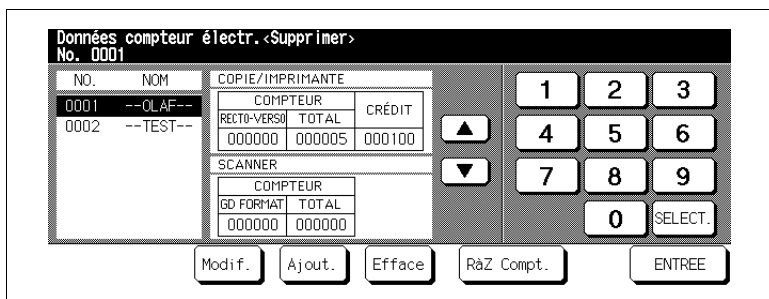 Données compteur électr.<Supprimer>
No. 0001
NO. NOM
0001 --OLAF--
0002 --TEST--
COPIE/IMPRIMANTE
COMPTEUR CRÉDIT
RECTO-VERSO TOTAL
000000 000005 000100
SCANNER
COMPTEUR
GD FORMAT TOTAL
000000 000000
1 2 3
4 5 6
7 8 9
0 SELECT.
Modif. Ajout. Efface RàZ Compt. ENTREE